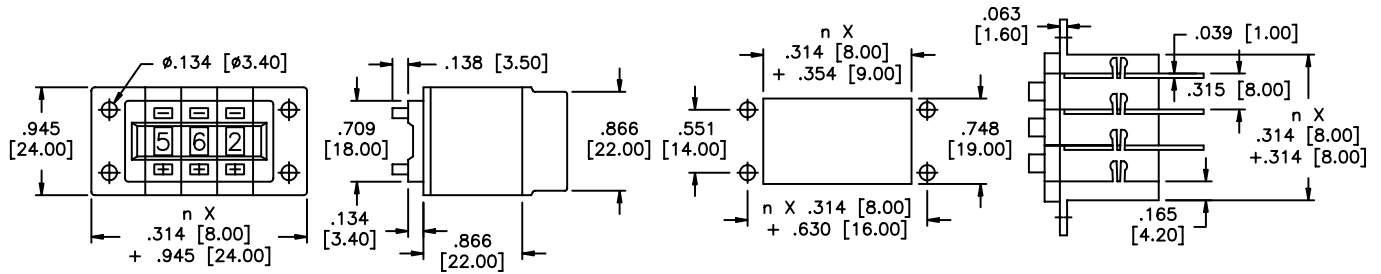 ø.134 [ø3.40]
.945
[24.00]
5 6 2
n X
.314 [8.00]
+ .945 [24.00]
.138 [3.50]
.709
[18.00]
.134
[3.40]
.866
[22.00]
.866
[22.00]
n X
.314 [8.00]
+ .354 [9.00]
.551
[14.00]
.748
[19.00]
n X .314 [8.00]
+ .630 [16.00]
.063
[1.60]
.039 [1.00]
.315 [8.00]
n X
.314 [8.00]
+.314 [8.00]
.165
[4.20]